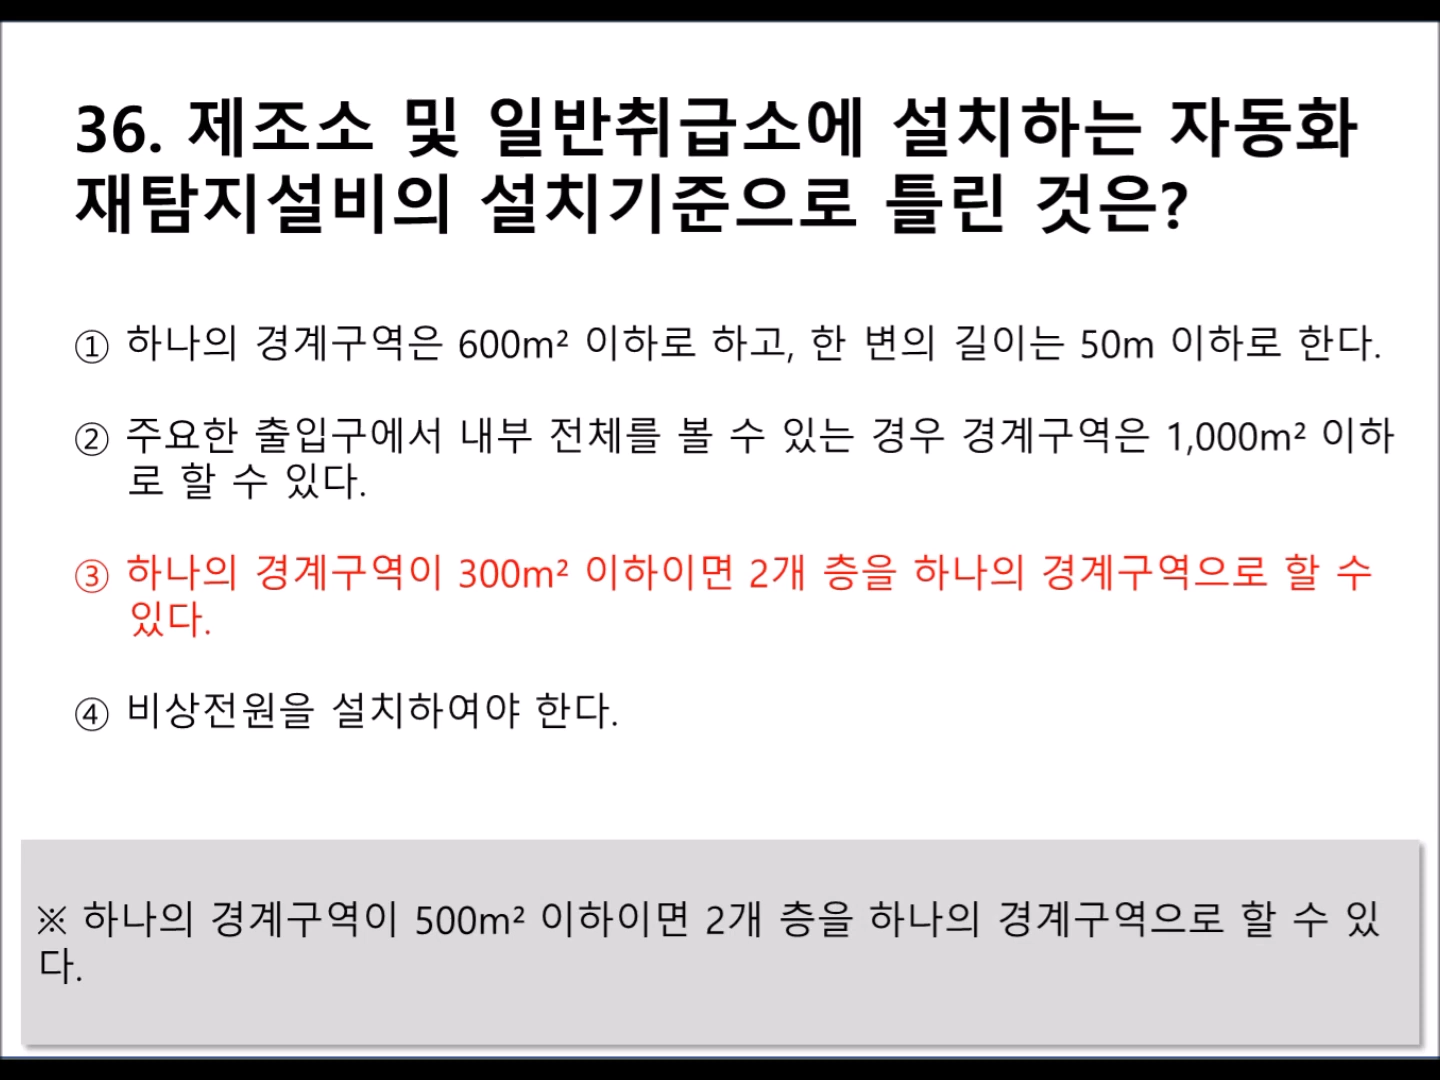 36. 제조소 및 일반취급소에 설치하는 자동화
재탐지설비의 설치기준으로 틀린 것은?
① 하나의 경계구역은 600m² 이하로 하고, 한 변의 길이는 50m 이하로 한다.
② 주요한 출입구에서 내부 전체를 볼 수 있는 경우 경계구역은 1,000m² 이하
로 할 수 있다.
③ 하나의 경계구역이 300m² 이하이면 2개 층을 하나의 경계구역으로 할 수
있다.
④ 비상전원을 설치하여야 한다.
※ 하나의 경계구역이 500m² 이하이면 2개 층을 하나의 경계구역으로 할 수 있
다.